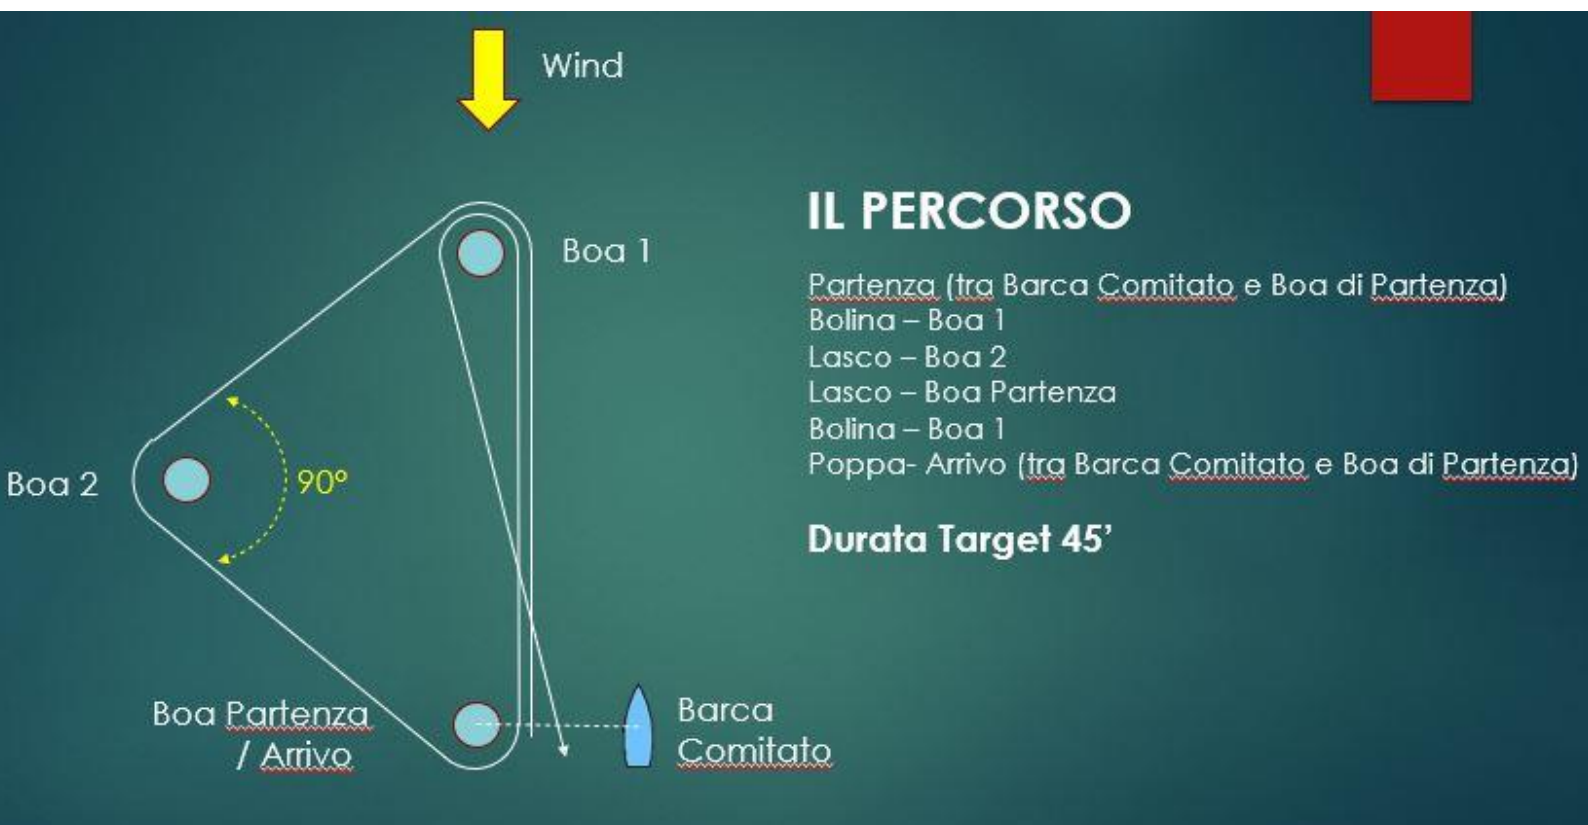 Wind
Boa 1
Boa 2
90°
Boa Partenza
/ Arrivo
Barca
Comitato
IL PERCORSO
Partenza (tra Barca Comitato e Boa di Partenza)
Bolina – Boa 1
Lasco – Boa 2
Lasco – Boa Partenza
Bolina – Boa 1
Poppa- Arrivo (tra Barca Comitato e Boa di Partenza)
Durata Target 45’